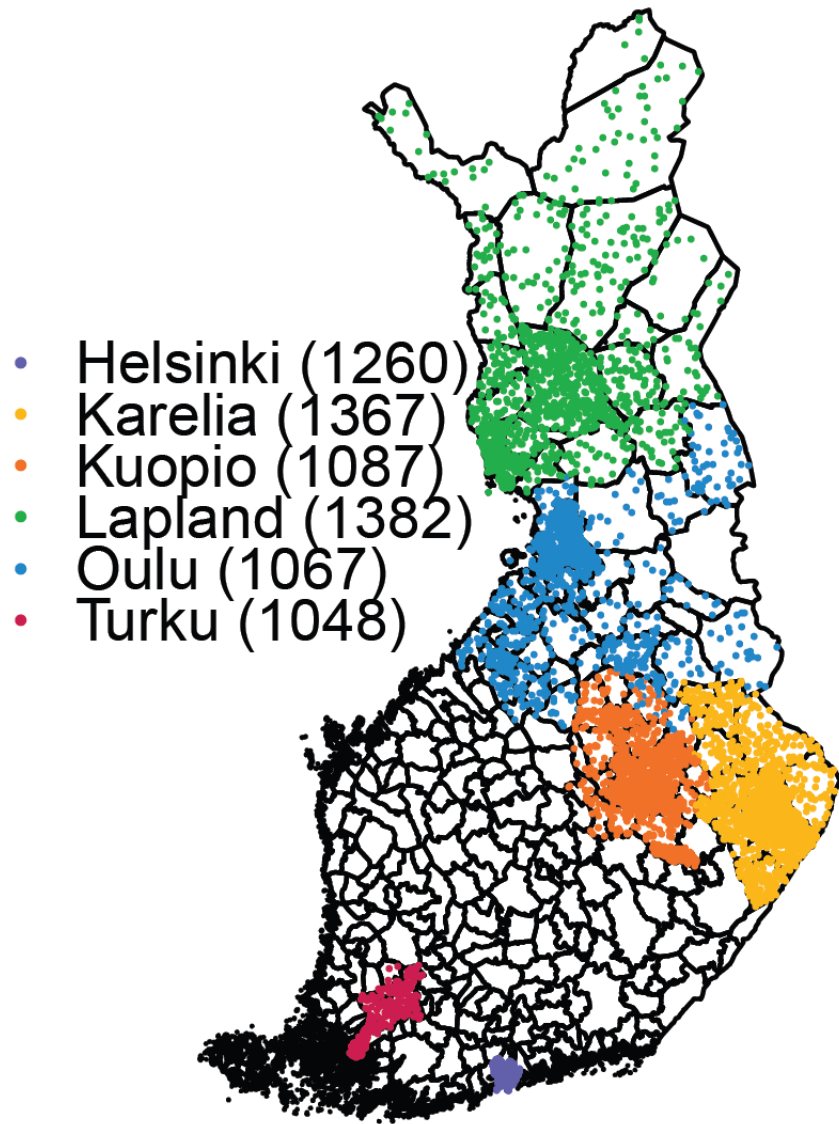 Helsinki (1260)
Karelia (1367)
Kuopio (1087)
Lapland (1382)
Oulu (1067)
Turku (1048)